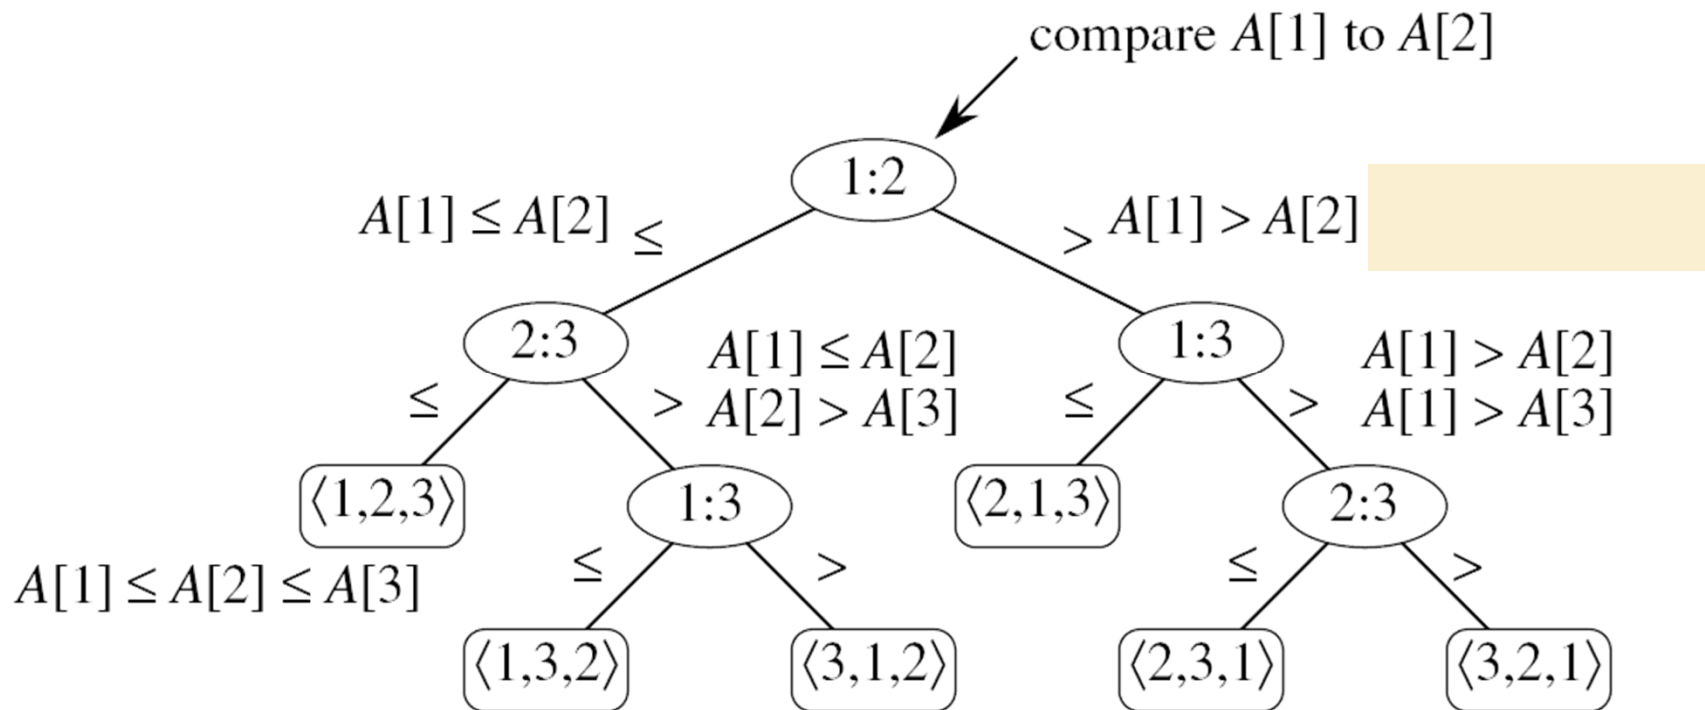 compare A[1] to A[2]
1:2
A[1] ≤ A[2] ≤
> A[1] > A[2]
2:3
1:3
≤
> A[1] ≤ A[2]
A[2] > A[3]
≤
> A[1] > A[2]
A[1] > A[3]
⟨1,2,3⟩
1:3
⟨2,1,3⟩
2:3
A[1] ≤ A[2] ≤ A[3]
≤
>
≤
>
⟨1,3,2⟩
⟨3,1,2⟩
⟨2,3,1⟩
⟨3,2,1⟩